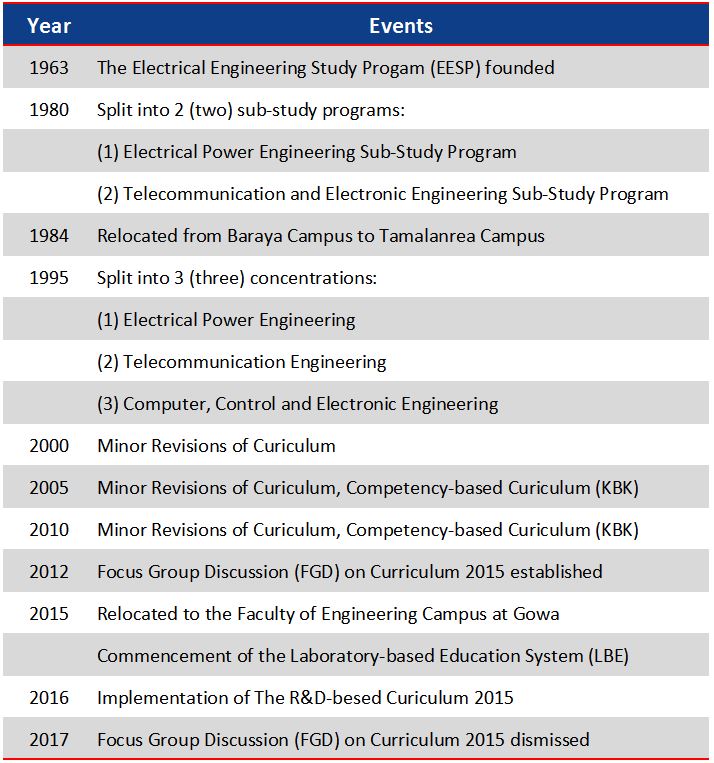 Year Events
1963 The Electrical Engineering Study Progam (EESP) founded
1980 Split into 2 (two) sub-study programs:
(1) Electrical Power Engineering Sub-Study Program
(2) Telecommunication and Electronic Engineering Sub-Study Program
1984 Relocated from Baraya Campus to Tamalanrea Campus
1995 Split into 3 (three) concentrations:
(1) Electrical Power Engineering
(2) Telecommunication Engineering
(3) Computer, Control and Electronic Engineering
2000 Minor Revisions of Curiculum
2005 Minor Revisions of Curiculum, Competency-based Curiculum (KBK)
2010 Minor Revisions of Curiculum, Competency-based Curiculum (KBK)
2012 Focus Group Discussion (FGD) on Curriculum 2015 established
2015 Relocated to the Faculty of Engineering Campus at Gowa
Commencement of the Laboratory-based Education System (LBE)
2016 Implementation of The R&D-besed Curiculum 2015
2017 Focus Group Discussion (FGD) on Curriculum 2015 dismissed